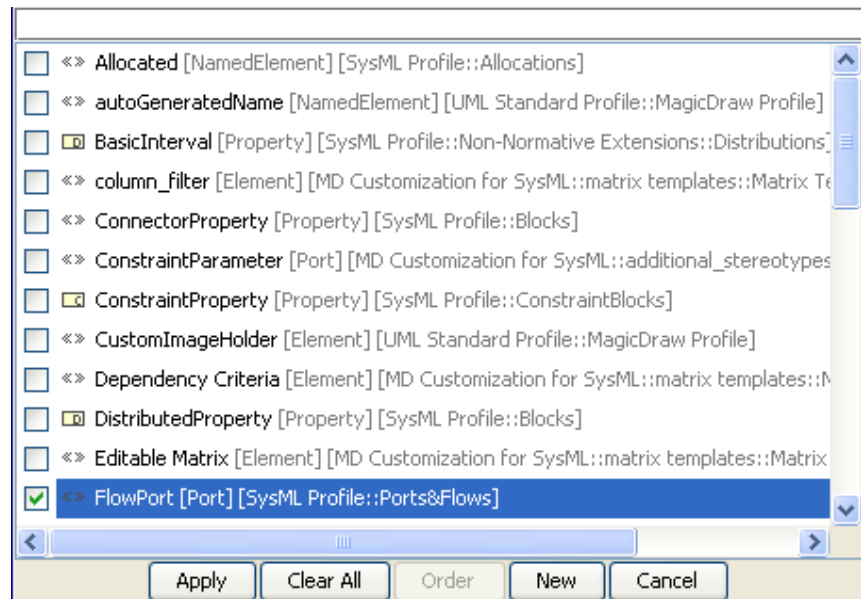 «» Allocated [NamedElement] [SysML Profile::Allocations]
«» autoGeneratedName [NamedElement] [UML Standard Profile::MagicDraw Profile]
D BasicInterval [Property] [SysML Profile::Non-Normative Extensions::Distributions]
«» column_filter [Element] [MD Customization for SysML::matrix templates::Matrix Te
«» ConnectorProperty [Property] [SysML Profile::Blocks]
«» ConstraintParameter [Port] [MD Customization for SysML::additional_stereotypes
C ConstraintProperty [Property] [SysML Profile::ConstraintBlocks]
«» CustomImageHolder [Element] [UML Standard Profile::MagicDraw Profile]
«» Dependency Criteria [Element] [MD Customization for SysML::matrix templates::M
D DistributedProperty [Property] [SysML Profile::Blocks]
«» Editable Matrix [Element] [MD Customization for SysML::matrix templates::Matrix
«» FlowPort [Port] [SysML Profile::Ports&Flows]
Apply Clear All Order New Cancel